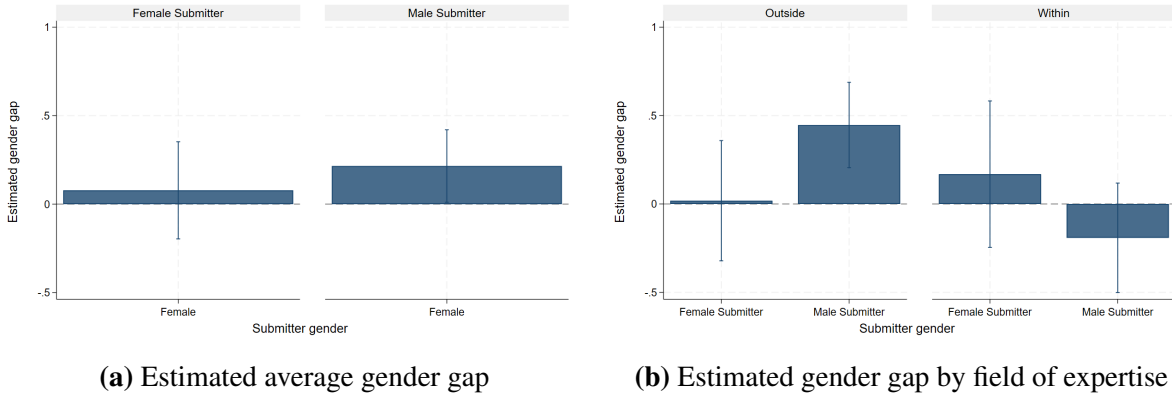 Female Submitter
Male Submitter
1
.5
0
-.5
Estimated gender gap
Female
Female
Submitter gender
(a) Estimated average gender gap
Outside
Within
1
.5
0
-.5
Estimated gender gap
Female Submitter
Male Submitter
Female Submitter
Male Submitter
Submitter gender
(b) Estimated gender gap by field of expertise